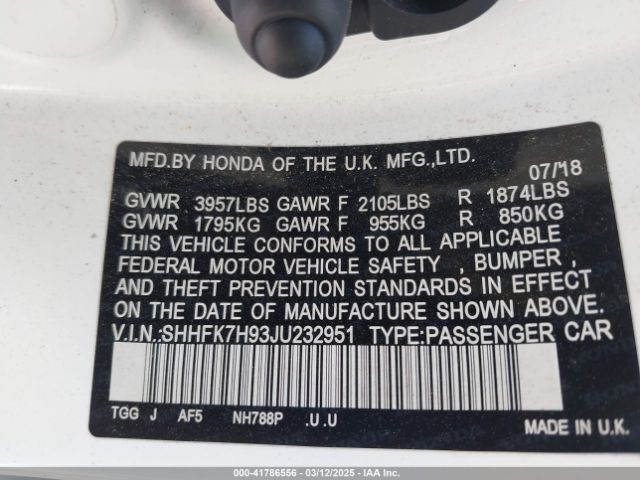 MFD.BY HONDA OF THE U.K. MFG.,LTD.
07/18
GVWR 3957LBS GAWR F 2105LBS R 1874LBS
GVWR 1795KG GAWR F 955KG R 850KG
THIS VEHICLE CONFORMS TO ALL APPLICABLE
FEDERAL MOTOR VEHICLE SAFETY , BUMPER ,
AND THEFT PREVENTION STANDARDS IN EFFECT
ON THE DATE OF MANUFACTURE SHOWN ABOVE.
V.I.N.:SHHFK7H93JU232951 TYPE:PASSENGER CAR
TGG J AF5 NH788P .U .U
MADE IN U.K.
000-41786556 - 03/12/2025 - IAA Inc.